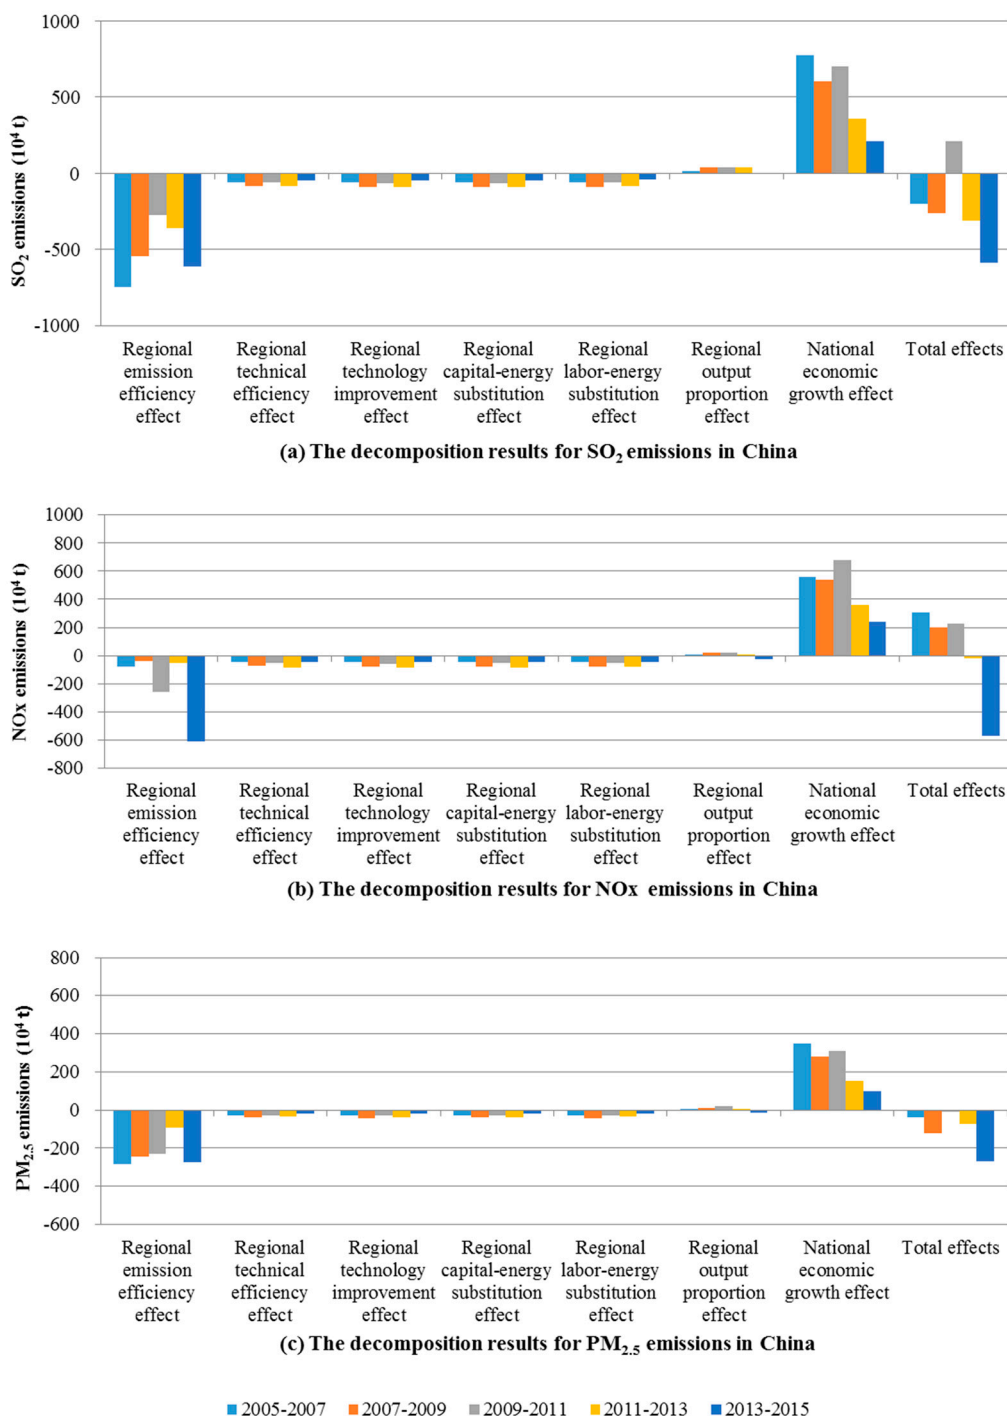 1000
500
0
-500
-1000
SO2 emissions (10⁴ t)
Regional emission efficiency effect
Regional technical efficiency effect
Regional technology improvement effect
Regional capital-energy substitution effect
Regional labor-energy substitution effect
Regional output proportion effect
National economic growth effect
Total effects
(a) The decomposition results for SO2 emissions in China
1000
800
600
400
200
0
-200
-400
-600
-800
NOx emissions (10⁴ t)
Regional emission efficiency effect
Regional technical efficiency effect
Regional technology improvement effect
Regional capital-energy substitution effect
Regional labor-energy substitution effect
Regional output proportion effect
National economic growth effect
Total effects
(b) The decomposition results for NOx emissions in China
800
600
400
200
0
-200
-400
-600
PM2.5 emissions (10⁴ t)
Regional emission efficiency effect
Regional technical efficiency effect
Regional technology improvement effect
Regional capital-energy substitution effect
Regional labor-energy substitution effect
Regional output proportion effect
National economic growth effect
Total effects
(c) The decomposition results for PM2.5 emissions in China
2005-2007 2007-2009 2009-2011 2011-2013 2013-2015